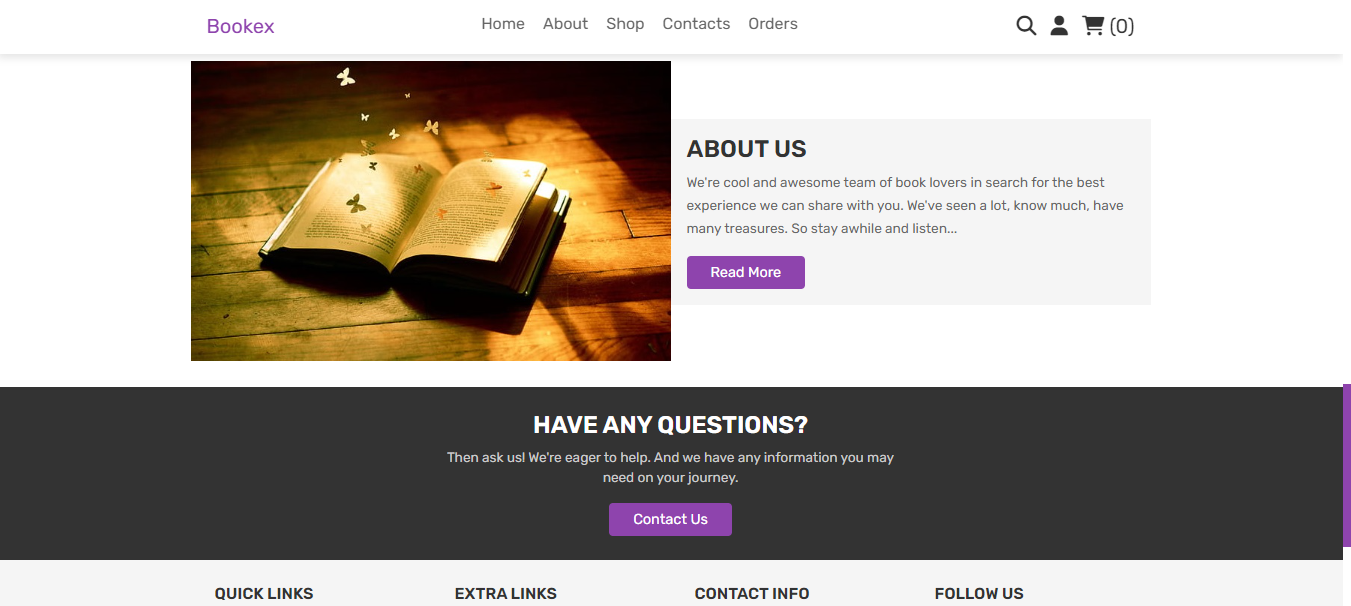 Bookex
Home About Shop Contacts Orders
(0)
ABOUT US
We're cool and awesome team of book lovers in search for the best
experience we can share with you. We've seen a lot, know much, have
many treasures. So stay awhile and listen...
Read More
HAVE ANY QUESTIONS?
Then ask us! We're eager to help. And we have any information you may
need on your journey.
Contact Us
QUICK LINKS
EXTRA LINKS
CONTACT INFO
FOLLOW US